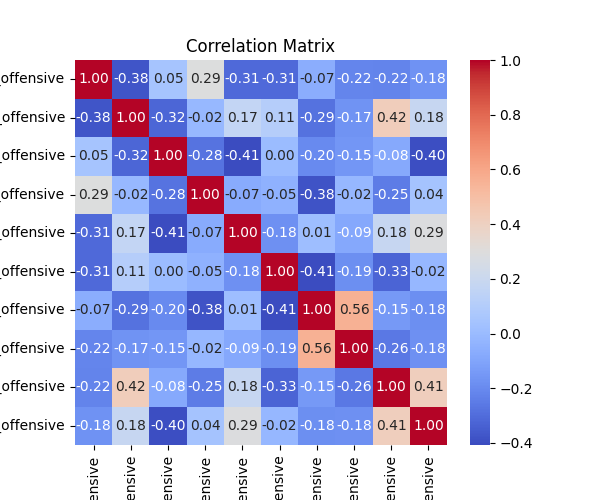 Correlation Matrix
_offensive 1.00 -0.38 0.05 0.29 -0.31 -0.31 -0.07 -0.22 -0.22 -0.18
_offensive -0.38 1.00 -0.32 -0.02 0.17 0.11 -0.29 -0.17 0.42 0.18
_offensive 0.05 -0.32 1.00 -0.28 -0.41 0.00 -0.20 -0.15 -0.08 -0.40
_offensive 0.29 -0.02 -0.28 1.00 -0.07 -0.05 -0.38 -0.02 -0.25 0.04
_offensive -0.31 0.17 -0.41 -0.07 1.00 -0.18 0.01 -0.09 0.18 0.29
_offensive -0.31 0.11 0.00 -0.05 -0.18 1.00 -0.41 -0.19 -0.33 -0.02
_offensive -0.07 -0.29 -0.20 -0.38 0.01 -0.41 1.00 0.56 -0.15 -0.18
_offensive -0.22 -0.17 -0.15 -0.02 -0.09 -0.19 0.56 1.00 -0.26 -0.18
_offensive -0.22 0.42 -0.08 -0.25 0.18 -0.33 -0.15 -0.26 1.00 0.41
_offensive -0.18 0.18 -0.40 0.04 0.29 -0.02 -0.18 -0.18 0.41 1.00
ensive ensive ensive ensive ensive ensive ensive ensive ensive ensive
1.0
0.8
0.6
0.4
0.2
0.0
−0.2
−0.4